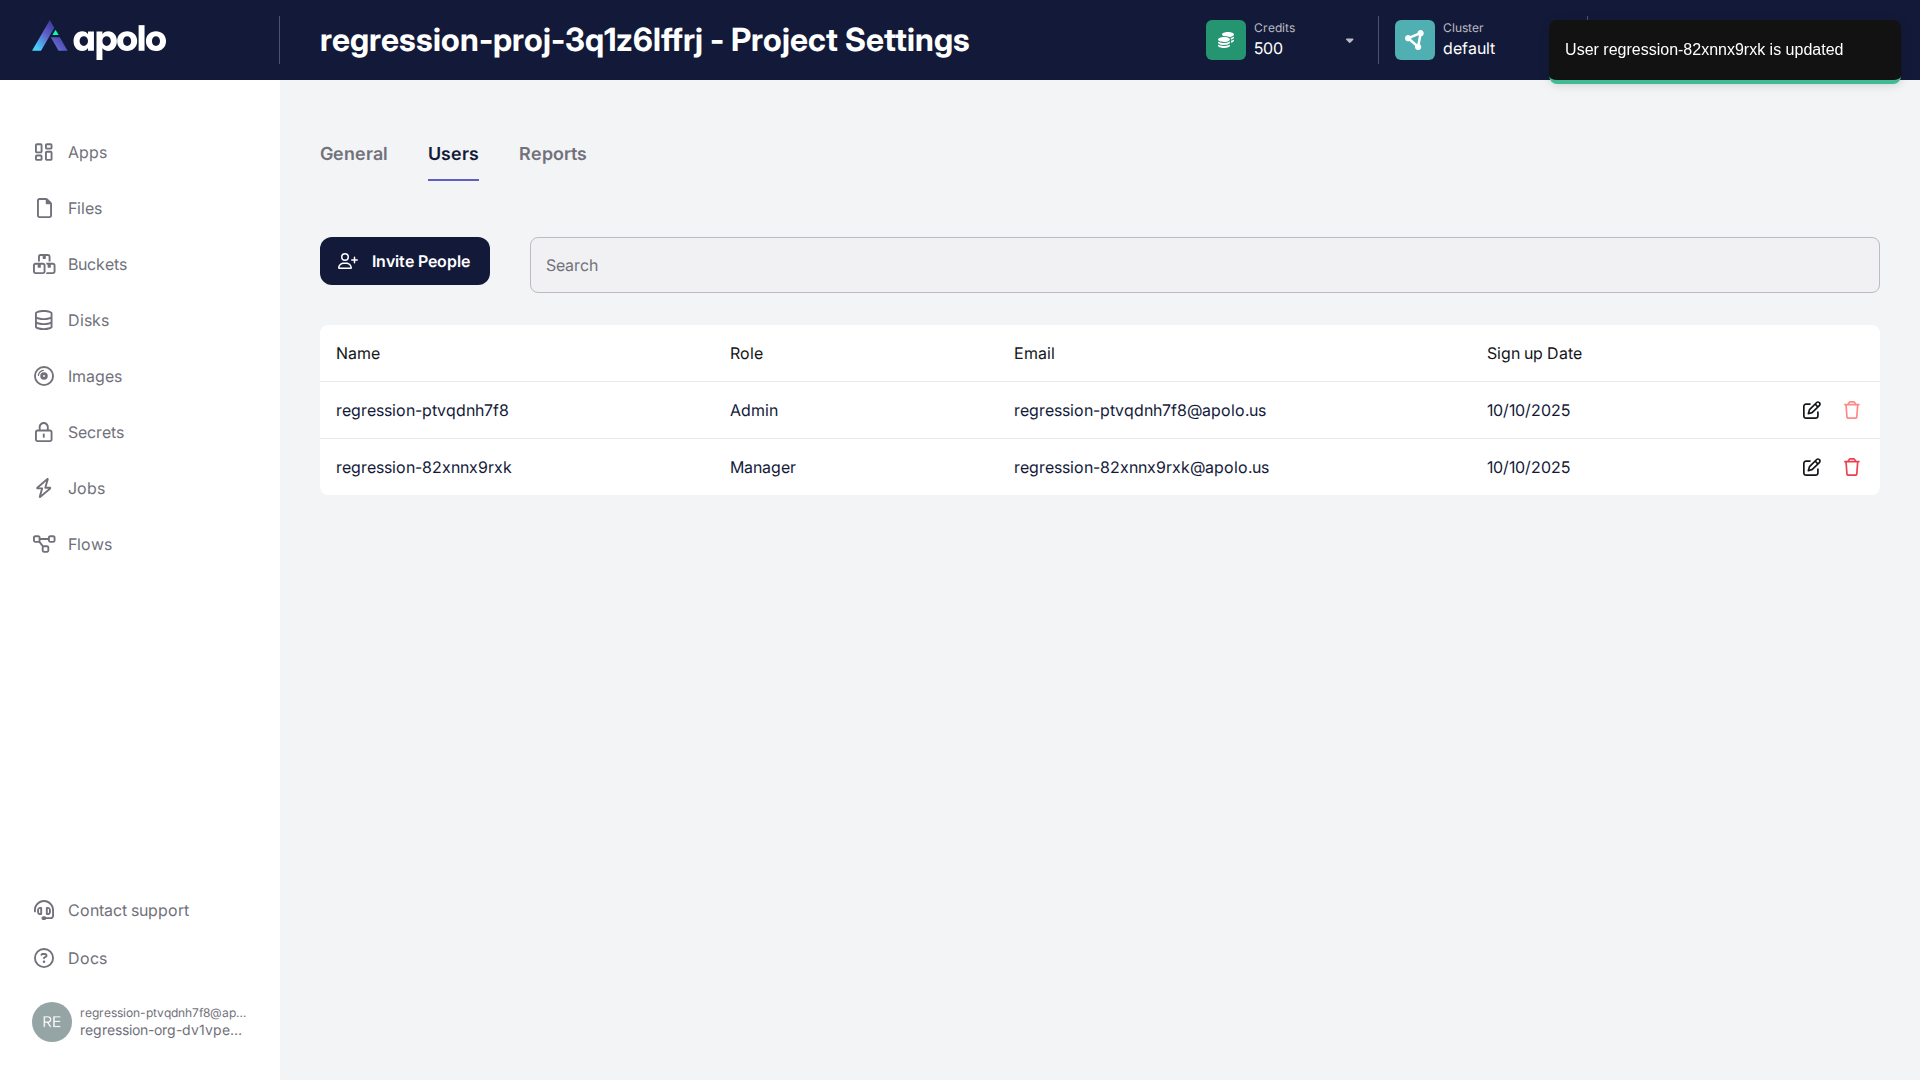 apolo
regression-proj-3q1z6lffrj - Project Settings
Credits
500
Cluster
default
User regression-82xnnx9rxk is updated
Apps
Files
Buckets
Disks
Images
Secrets
Jobs
Flows
General
Users
Reports
Invite People
Search
Name Role Email Sign up Date
regression-ptvqdnh7f8 Admin regression-ptvqdnh7f8@apolo.us 10/10/2025
regression-82xnnx9rxk Manager regression-82xnnx9rxk@apolo.us 10/10/2025
Contact support
Docs
RE
regression-ptvqdnh7f8@ap...
regression-org-dv1vpe...